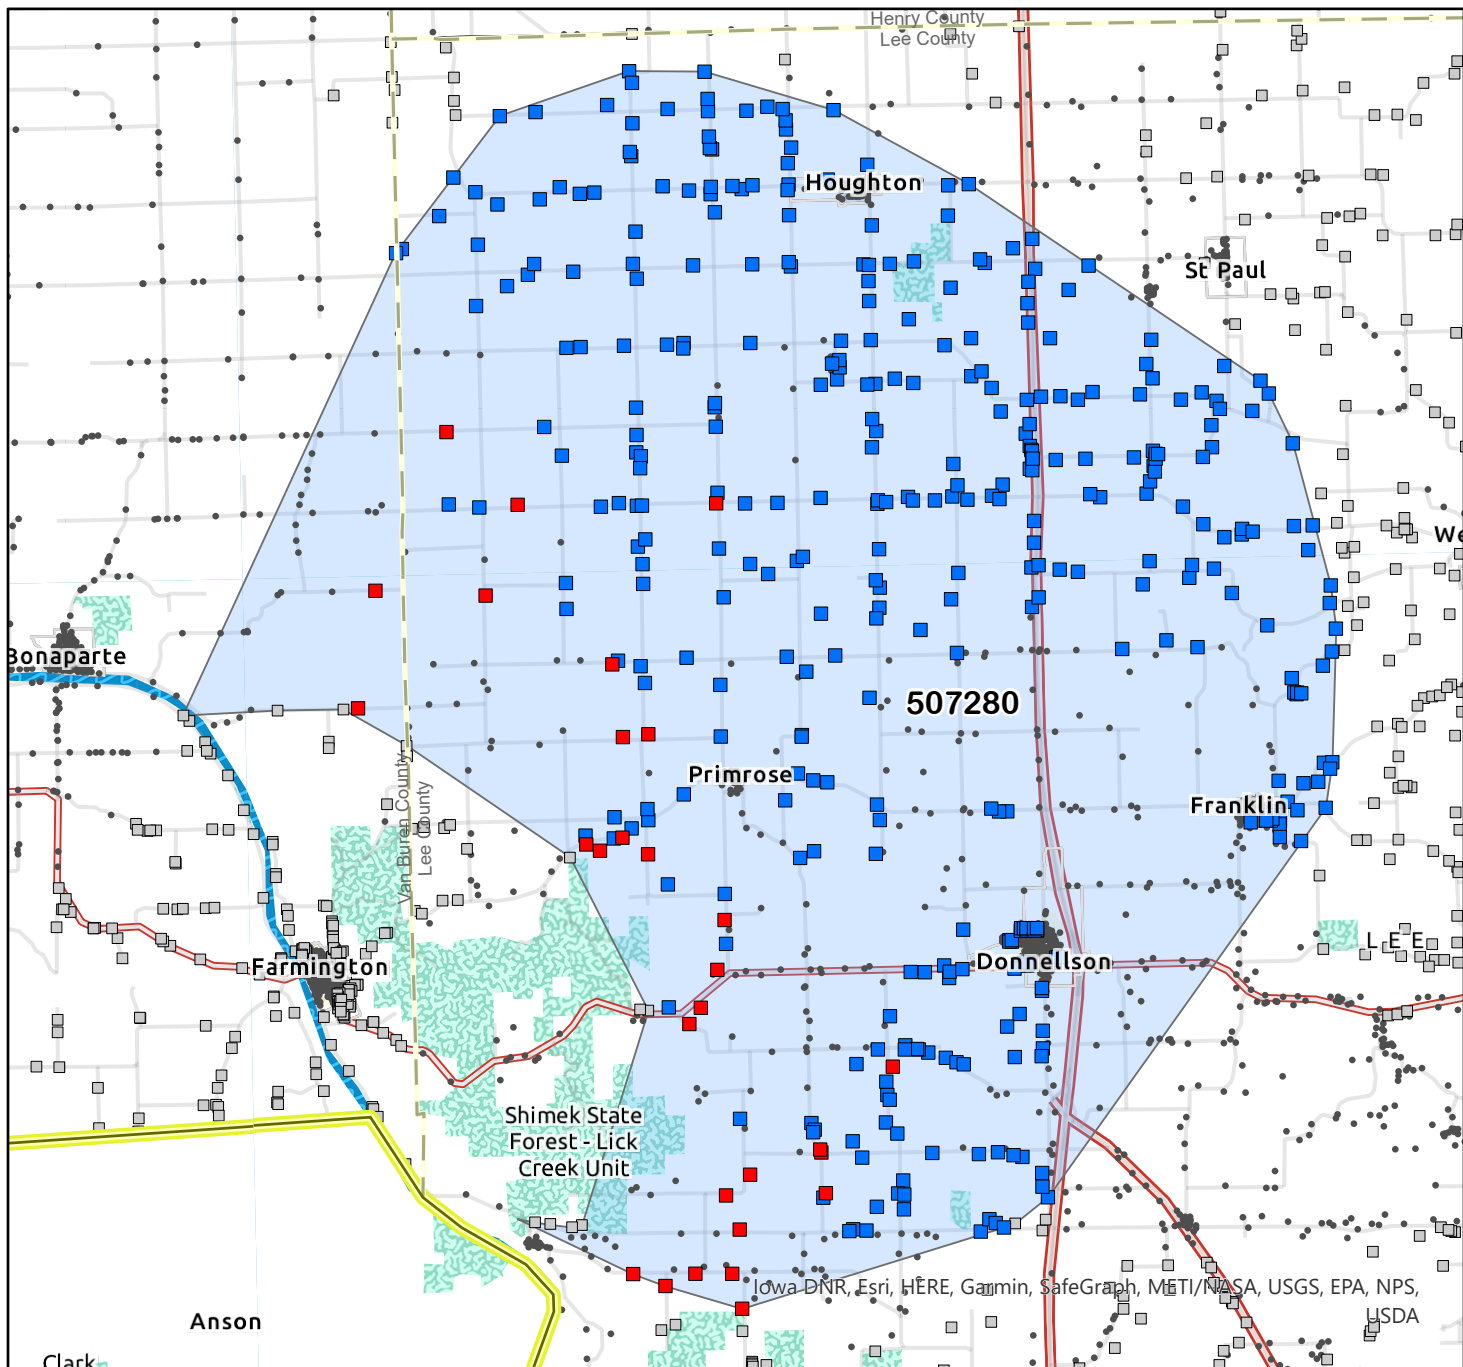 Henry County
Lee County
Houghton
St Paul
We
Bonaparte
507280
Primrose
Franklin
Van Buren County
Lee County
L E E
Farmington
Donnellson
Shimek State
Forest - Lick
Creek Unit
Iowa DNR, Esri, HERE, Garmin, SafeGraph, METI/NASA, USGS, EPA, NPS,
USDA
Anson
Clark